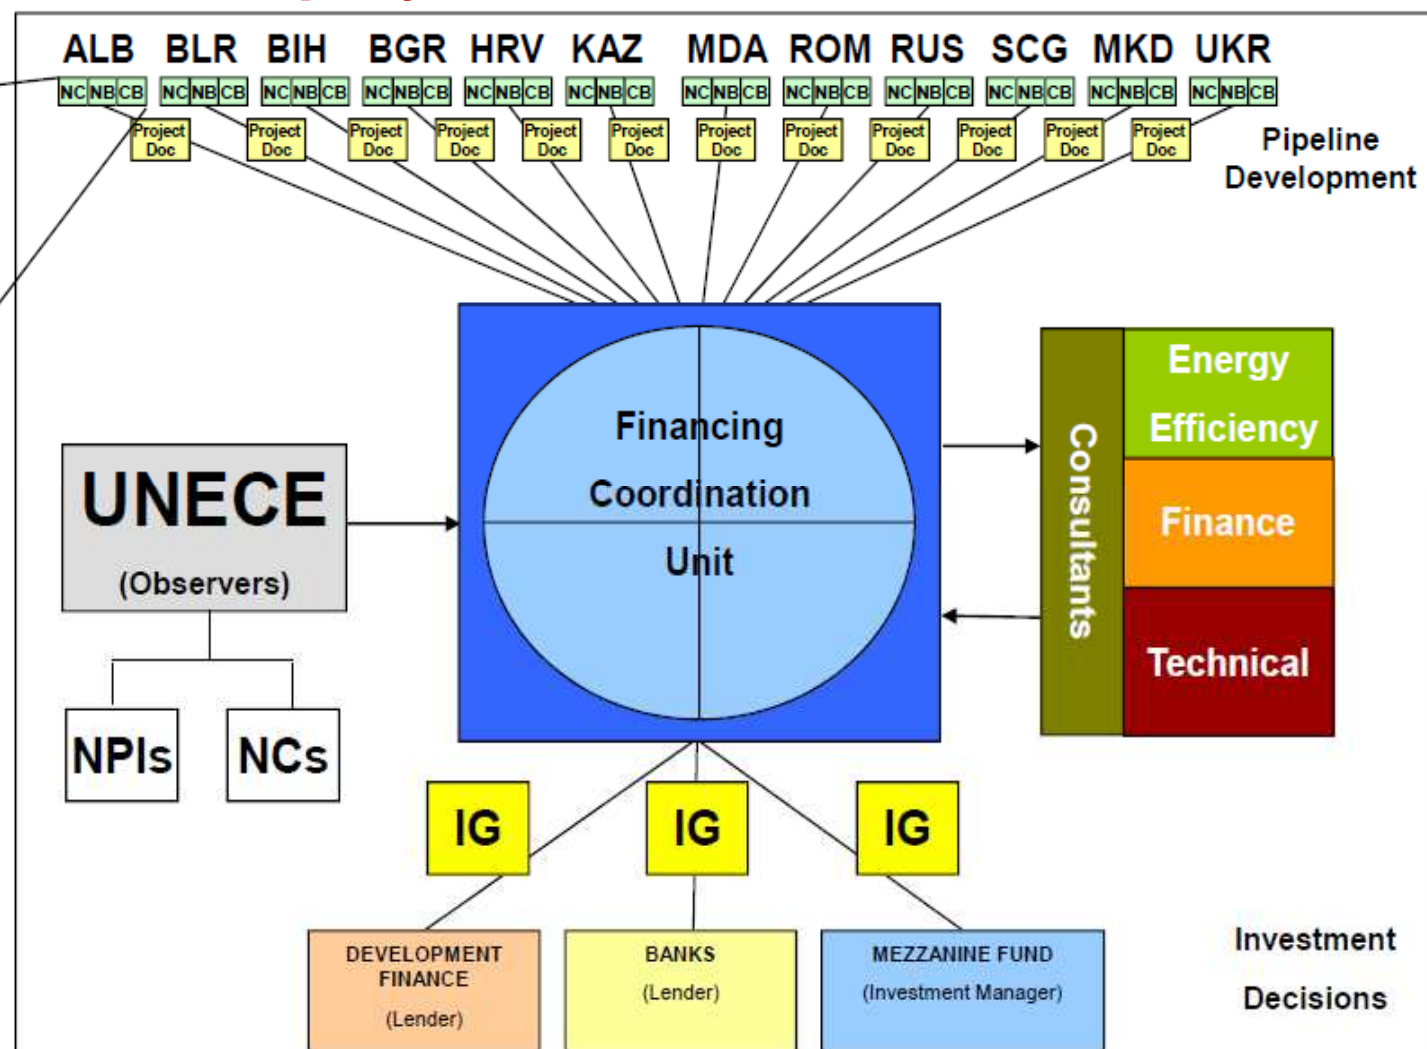 ALB BLR BIH BGR HRV KAZ MDA ROM RUS SCG MKD UKR
NC NB CB NC NB CB NC NB CB NC NB CB NC NB CB NC NB CB NC NB CB NC NB CB NC NB CB NC NB CB NC NB CB NC NB CB
Project Project Project Project Project Project Project Project Project Project Project Project
Doc Doc Doc Doc Doc Doc Doc Doc Doc Doc Doc Doc
Pipeline
Development
Financing
Coordination
Unit
UNECE
(Observers)
NPIs
NCs
Consultants
Energy
Efficiency
Finance
Technical
IG
IG
IG
DEVELOPMENT
FINANCE
(Lender)
BANKS
(Lender)
MEZZANINE FUND
(Investment Manager)
Investment
Decisions